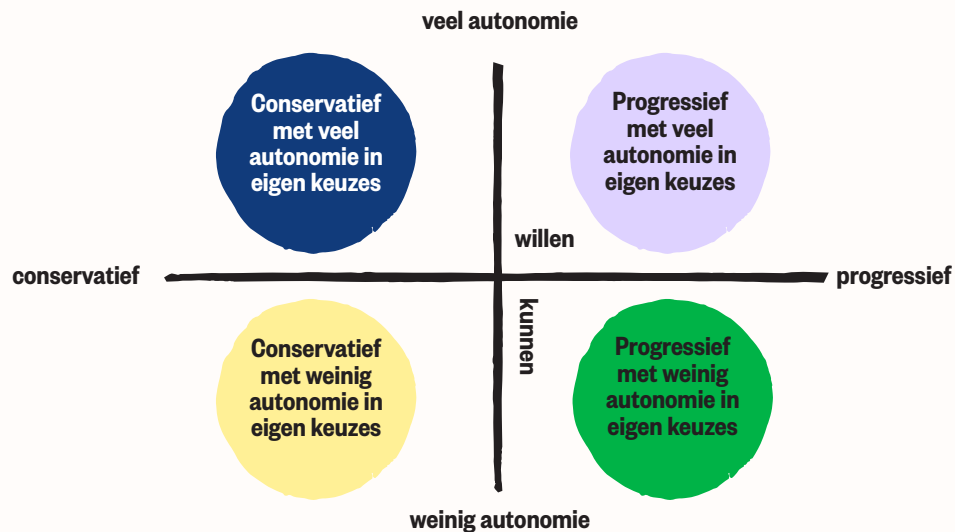 veel autonomie
Conservatief
met veel
autonomie in
eigen keuzes
Progressief
met veel
autonomie in
eigen keuzes
willen
conservatief
progressief
kunnen
Conservatief
met weinig
autonomie in
eigen keuzes
Progressief
met weinig
autonomie in
eigen keuzes
weinig autonomie